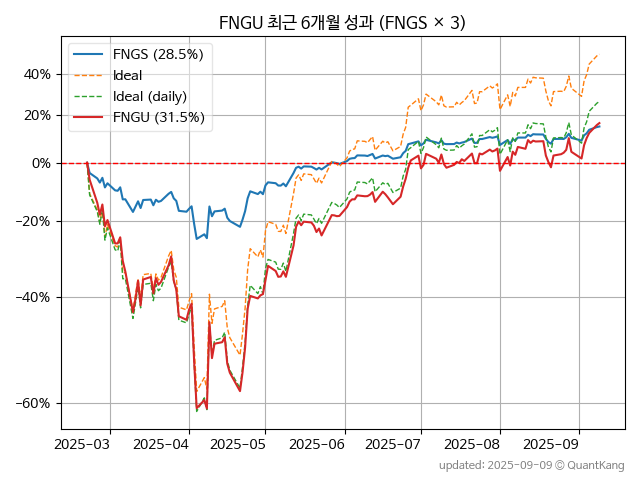 FNGU 최근 6개월 성과 (FNGS × 3)
FNGS (28.5%)
Ideal
Ideal (daily)
FNGU (31.5%)
40%
20%
0%
−20%
−40%
−60%
2025-03 2025-04 2025-05 2025-06 2025-07 2025-08 2025-09
updated: 2025-09-09 © QuantKang